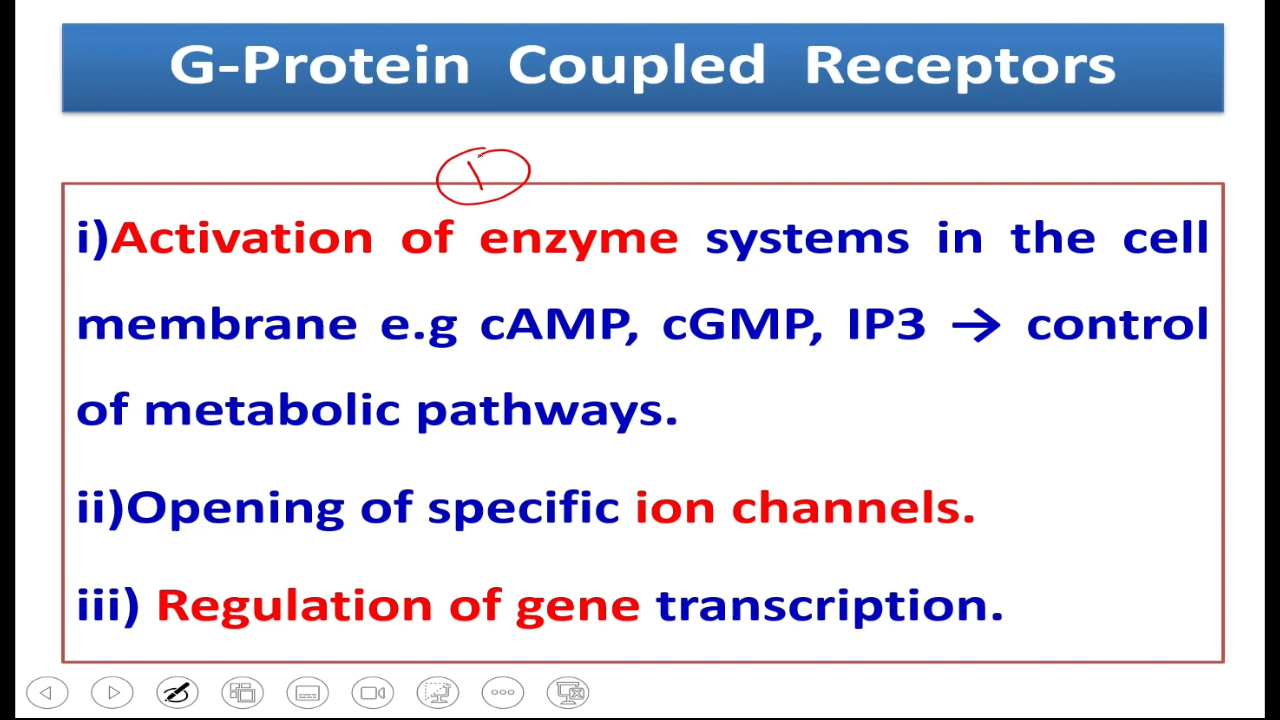 G-Protein Coupled Receptors
i)Activation of enzyme systems in the cell
membrane e.g cAMP, cGMP, IP3 → control
of metabolic pathways.
ii)Opening of specific ion channels.
iii) Regulation of gene transcription.